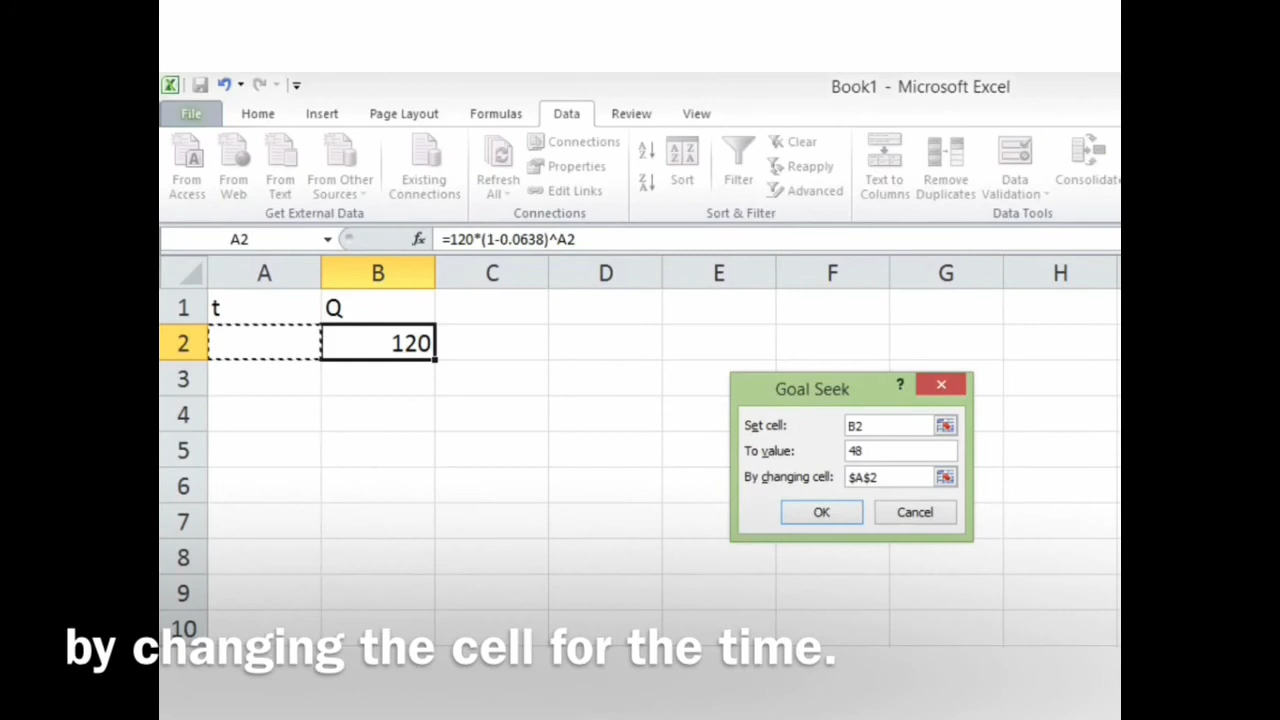 Book1 - Microsoft Excel
File Home Insert Page Layout Formulas Data Review View
From Access From Web From Text From Other Sources Existing Connections
Get External Data
Refresh All Connections Properties Edit Links
Connections
A Z Z A Sort Filter Clear Reapply Advanced
Sort & Filter
Text to Columns Remove Duplicates Data Validation Consolidate
Data Tools
A2 fx =120*(1-0.0638)^A2
A B C D E F G H
1 t Q
2 120
3
4
5
6
7
8
9
10
Goal Seek ?
Set cell: B2
To value: 48
By changing cell: $A$2
OK Cancel
by changing the cell for the time.